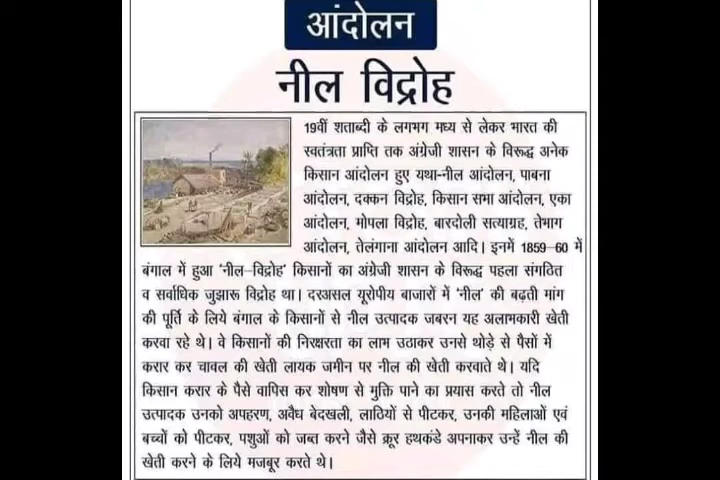 आंदोलन
नील विद्रोह
19वीं शताब्दी के लगभग मध्य से लेकर भारत की
स्वतंत्रता प्राप्ति तक अंग्रेजी शासन के विरूद्ध अनेक
किसान आंदोलन हुए यथा-नील आंदोलन, पाबना
आंदोलन, दक्कन विद्रोह, किसान सभा आंदोलन, एका
आंदोलन, मोपला विद्रोह, बारदोली सत्याग्रह, तेभाग
आंदोलन, तेलंगाना आंदोलन आदि। इनमें 1859-60 में
बंगाल में हुआ 'नील-विद्रोह' किसानों का अंग्रेजी शासन के विरूद्ध पहला संगठित
व सर्वाधिक जुझारू विद्रोह था। दरअसल यूरोपीय बाजारों में 'नील' की बढ़ती मांग
की पूर्ति के लिये बंगाल के किसानों से नील उत्पादक जबरन यह अलाभकारी खेती
करवा रहे थे। वे किसानों की निरक्षरता का लाभ उठाकर उनसे थोड़े से पैसों में
करार कर चावल की खेती लायक जमीन पर नील की खेती करवाते थे। यदि
किसान करार के पैसे वापिस कर शोषण से मुक्ति पाने का प्रयास करते तो नील
उत्पादक उनको अपहरण, अवैध बेदखली, लाठियों से पीटकर, उनकी महिलाओं एवं
बच्चों को पीटकर, पशुओं को जब्त करने जैसे क्रूर हथकंडे अपनाकर उन्हें नील की
खेती करने के लिये मजबूर करते थे।